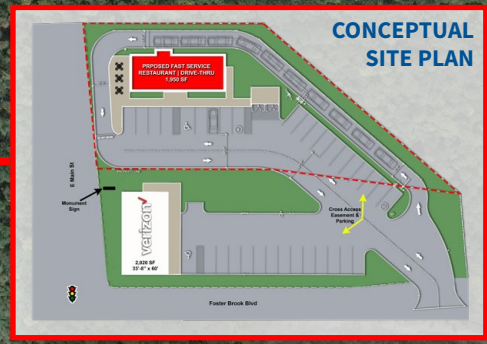 CONCEPTUAL
SITE PLAN
PRPOSED FAST SERVICE
RESTAURANT | DRIVE-THRU
1,950 SF
E Main St
Monument
Sign
verizon
2,020 SF
33'-8" x 60'
Cross Access
Easement &
Parking
Foster Brook Blvd